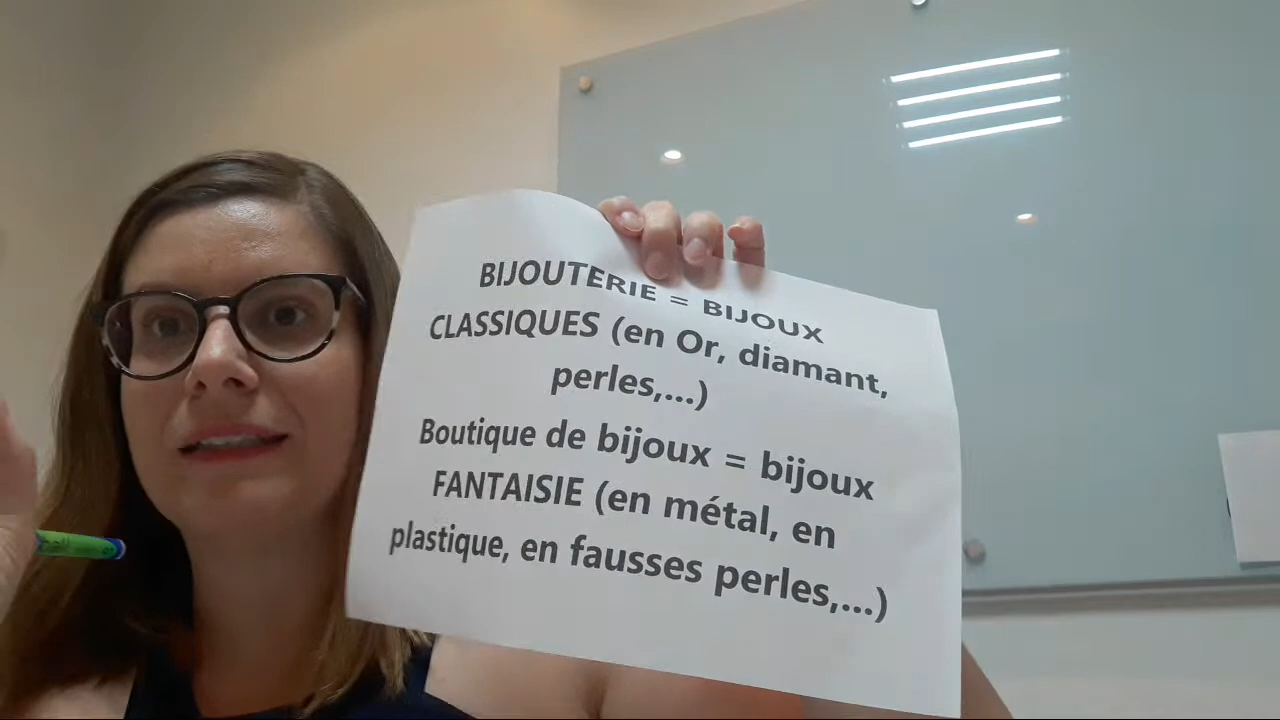 BIJOUTERIE = BIJOUX
CLASSIQUES (en Or, diamant,
perles,...)
Boutique de bijoux = bijoux
FANTAISIE (en métal, en
plastique, en fausses perles,...)